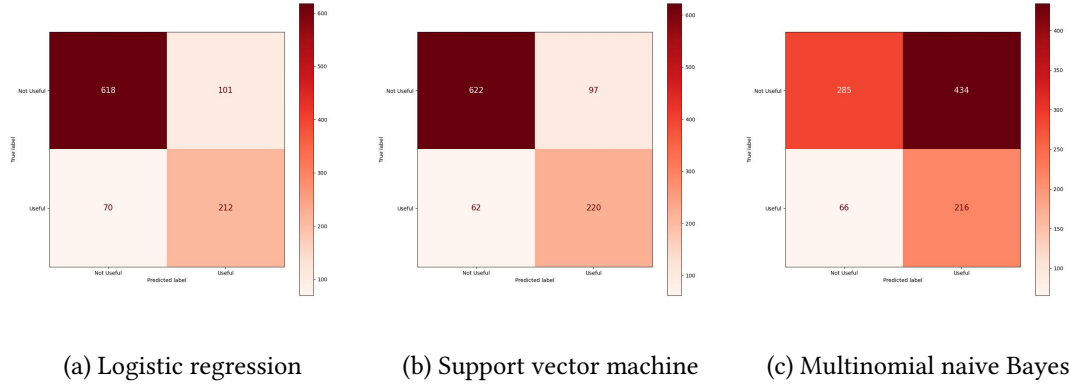 600
500
400
300
200
100
Not Useful
Useful
True label
618
101
70
212
Not Useful
Useful
Predicted label
600
500
400
300
200
100
Not Useful
Useful
True label
622
97
62
220
Not Useful
Useful
Predicted label
400
350
300
250
200
150
100
Not Useful
Useful
True label
285
434
66
216
Not Useful
Useful
Predicted label
(a) Logistic regression
(b) Support vector machine
(c) Multinomial naive Bayes